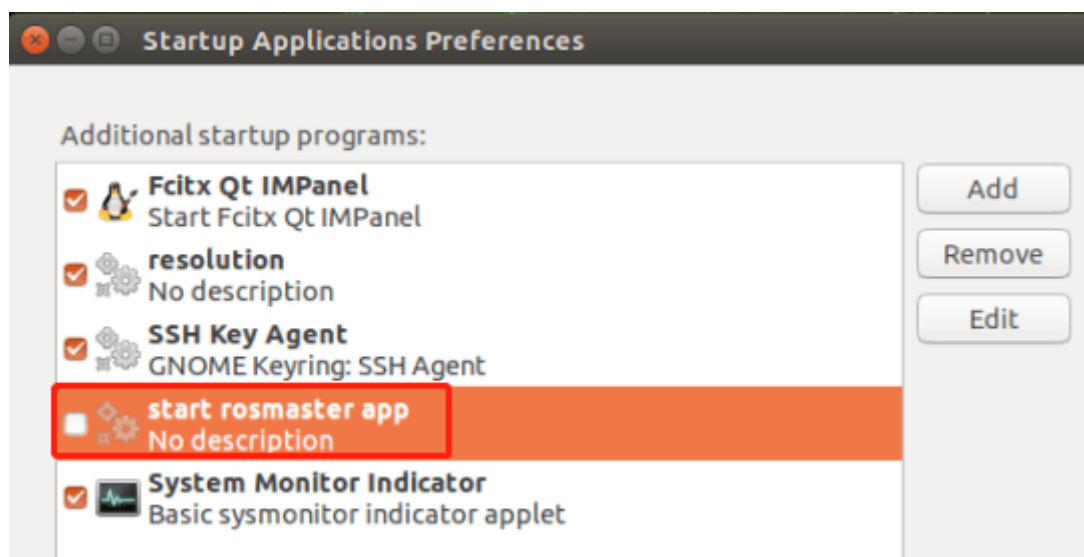 Startup Applications Preferences
Additional startup programs:
Fcitx Qt IMPanel
Start Fcitx Qt IMPanel
Add
resolution
No description
Remove
SSH Key Agent
GNOME Keyring: SSH Agent
Edit
start rosmaster app
No description
System Monitor Indicator
Basic sysmonitor indicator applet